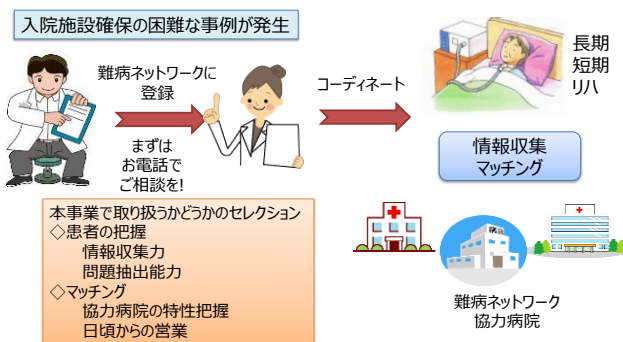 入院施設確保の困難な事例が発生
難病ネットワークに
登録
まずは
お電話で
ご相談を!
コーディネート
長期
短期
リハ
情報収集
マッチング
本事業で取り扱うかどうかのセレクション
◇患者の把握
情報収集力
問題抽出能力
◇マッチング
協力病院の特性把握
日頃からの営業
病院
難病ネットワーク
協力病院